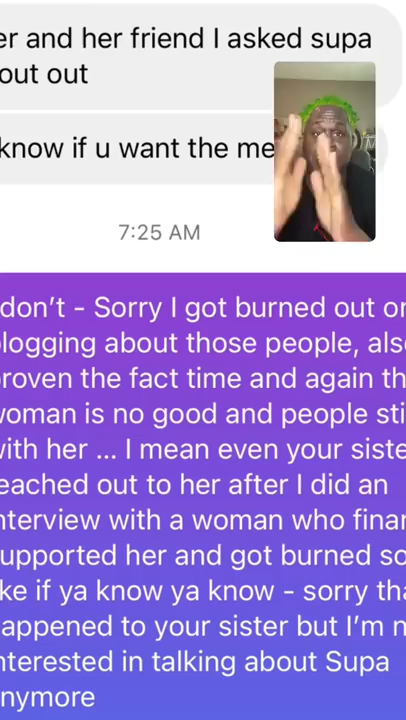 er and her friend I asked supa
out out
know if u want the me
7:25 AM
don't - Sorry I got burned out on
logging about those people, als
roven the fact time and again th
woman is no good and people sti
with her ... I mean even your siste
eached out to her after I did an
nterview with a woman who finan
upported her and got burned so
ke if ya know ya know - sorry tha
appened to your sister but I'm n
nterested in talking about Supa
nymore